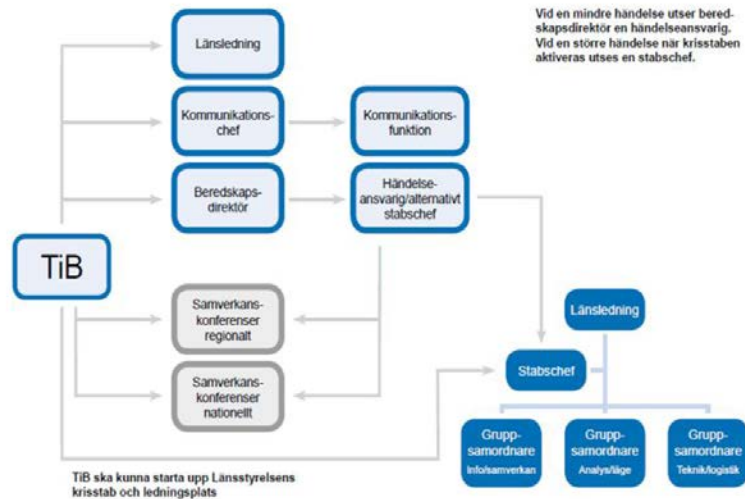 Vid en mindre händelse utser bered-
skapsdirektör en händelseansvarig.
Vid en större händelse när krisstaben
aktiveras utses en stabschef.
Länsledning
Kommunikations-
chef
Kommunikations-
funktion
Beredskaps-
direktör
Händelse-
ansvarig/alternativt
stabschef
TiB
Samverkans-
konferenser
regionalt
Samverkans-
konferenser
nationellt
Länsledning
Stabschef
Grupp-
samordnare
Info/samverkan
Grupp-
samordnare
Analys/läge
Grupp-
samordnare
Teknik/logistik
TiB ska kunna starta upp Länsstyrelsens
krisstab och ledningsplats